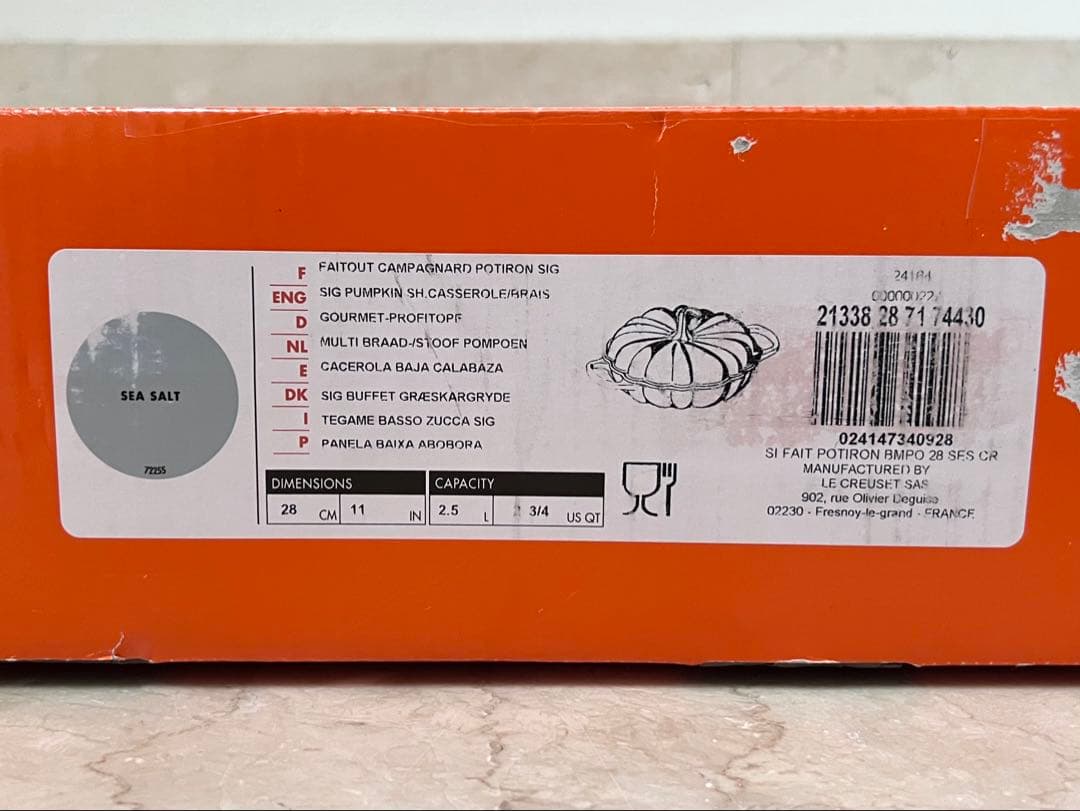 SEA SALT
72255
F FAITOUT CAMPAGNARD POTIRON SIG
ENG SIG PUMPKIN SH.CASSEROLE/BRAIS
D GOURMET-PROFITOPF
NL MULTI BRAAD-/STOOF POMPOEN
E CACEROLA BAJA CALABAZA
DK SIG BUFFET GRÆSKARGRYDE
I TEGAME BASSO ZUCCA SIG
P PANELA BAIXA ABOBORA
DIMENSIONS CAPACITY
28 CM 11 IN 2.5 L 3/4 US QT
24184
21338 28 71 74430
024147340928
SI FAIT POTIRON BMPO 28 SES CR
MANUFACTURED BY
LE CREUSET SAS
902, rue Olivier Deguise
02230 - Fresnoy-le-grand - FRANCE